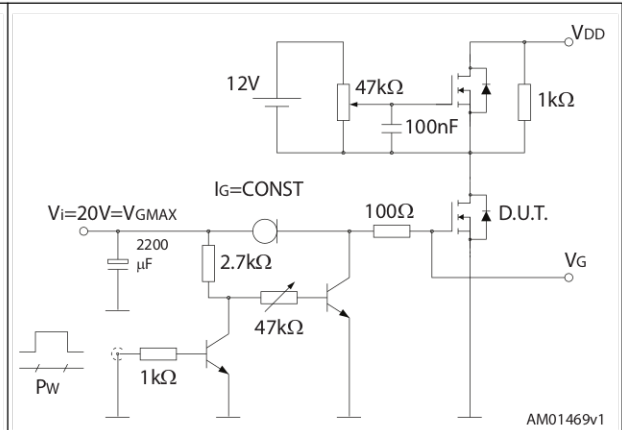 VDD
12V
47kΩ
1kΩ
100nF
IG=CONST
Vi=20V=VGMAX
100Ω
D.U.T.
2200
μF
2.7kΩ
VG
47kΩ
1kΩ
PW
AM01469v1